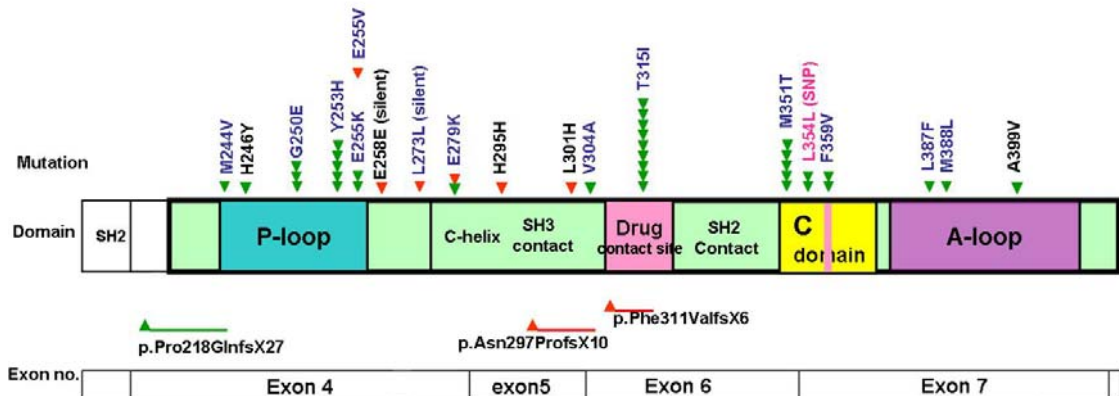 Mutation
M244V
H246Y
G250E
Y253H
E255K
E255V
E258E (silent)
L273L (silent)
E279K
H295H
L301H
V304A
T315I
M351T
L354L (SNP)
F359V
L387F
M388L
A399V
Domain
SH2
P-loop
C-helix
SH3
contact
Drug
contact site
SH2
Contact
C
domain
A-loop
p.Pro218GlnfsX27
p.Asn297ProfsX10
p.Phe311ValfsX6
Exon no.
Exon 4
exon5
Exon 6
Exon 7